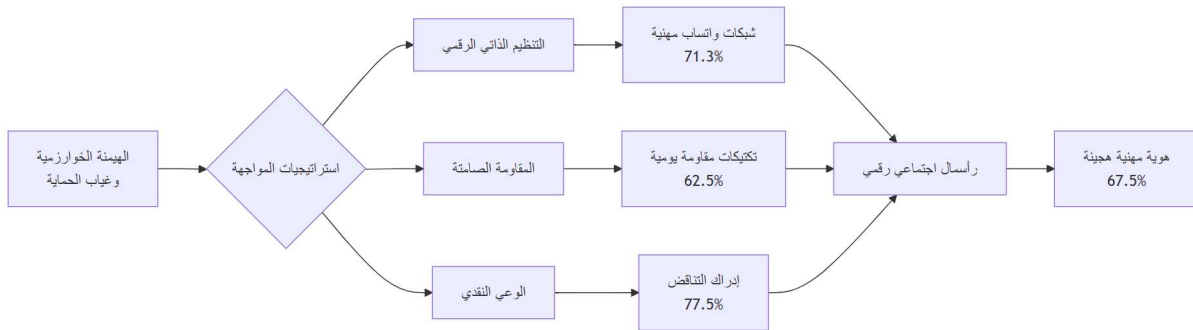 الهيمنة الخوارزمية
وغياب الحماية
استراتيجيات المواجهة
التنظيم الذاتي الرقمي
شبكات واتساب مهنية
71.3%
المقاومة الصامتة
تكتيكات مقاومة يومية
62.5%
الوعي النقدي
إدراك التناقض
77.5%
رأسمال اجتماعي رقمي
هوية مهنية هجينة
67.5%